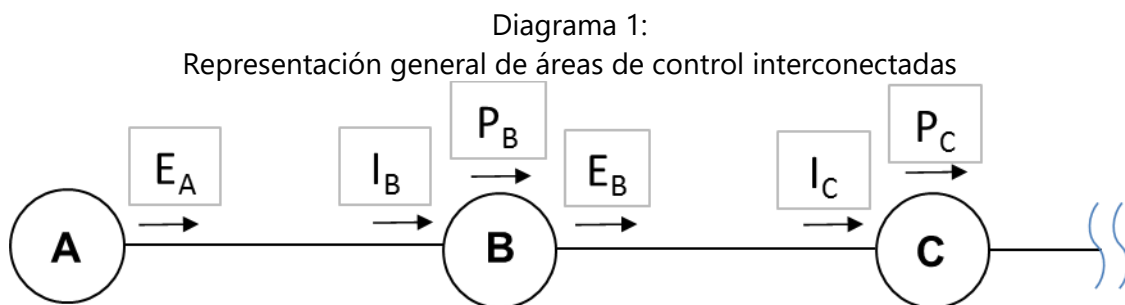 Diagrama 1:
Representación general de áreas de control interconectadas
E_A
I_B
P_B
E_B
I_C
P_C
A
B
C